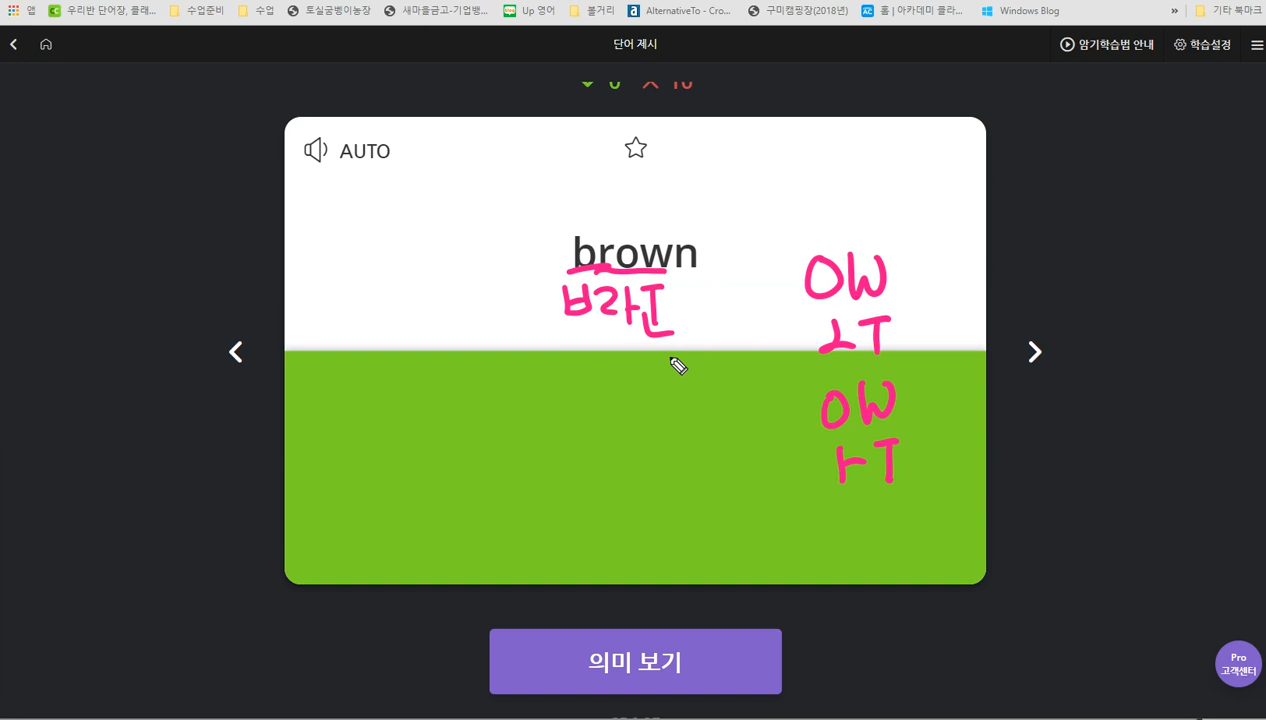 앱 우리반 단어장, 클래... 수업준비 수업 토실굼벵이농장 새마을금고-기업뱅... Up 영어 볼거리 AlternativeTo - Cro... 구미캠핑장(2018년) 홈 | 아카데미 클라... Windows Blog » 기타 북마크
단어 제시 암기학습법 안내 학습설정
AUTO
brown
OW
ㅗㅜ
OW
ㅏㅜ
의미 보기
Pro
고객센터